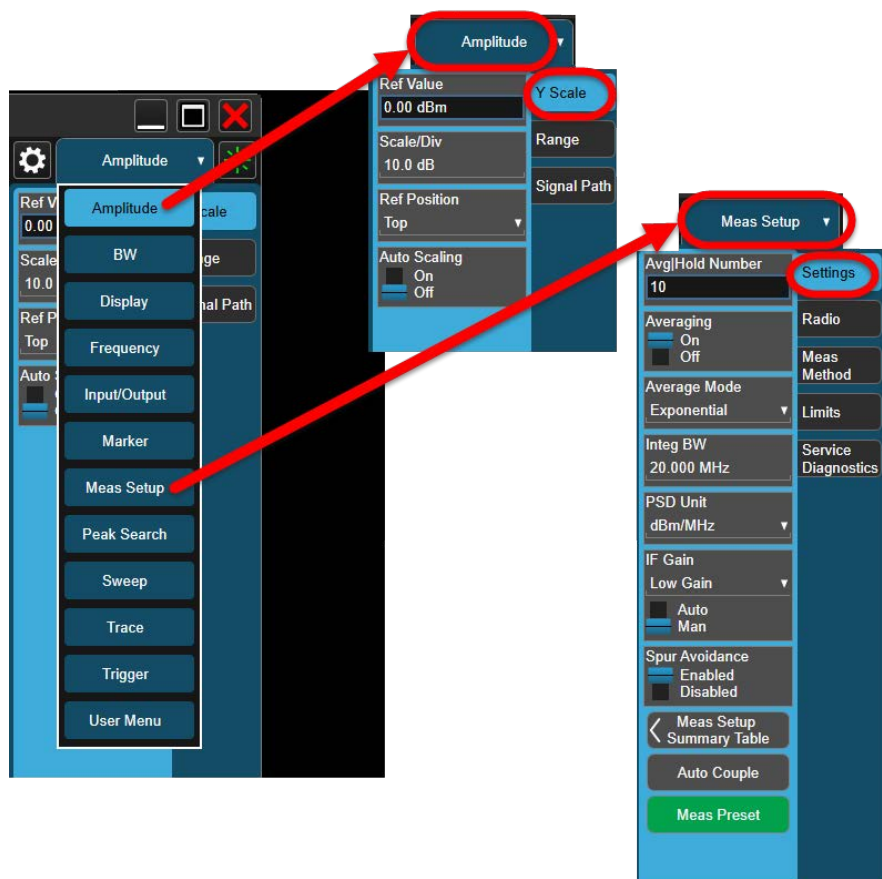 Amplitude
Ref V
0.00
Scale
10.0
Ref P
Top
Auto
cale
nge
nal Path
Amplitude
BW
Display
Frequency
Input/Output
Marker
Meas Setup
Peak Search
Sweep
Trace
Trigger
User Menu
Amplitude
Ref Value
0.00 dBm
Scale/Div
10.0 dB
Ref Position
Top
Auto Scaling
On
Off
Y Scale
Range
Signal Path
Meas Setup
Avg|Hold Number
10
Averaging
On
Off
Average Mode
Exponential
Integ BW
20.000 MHz
PSD Unit
dBm/MHz
IF Gain
Low Gain
Auto
Man
Spur Avoidance
Enabled
Disabled
Meas Setup
Summary Table
Auto Couple
Meas Preset
Settings
Radio
Meas
Method
Limits
Service
Diagnostics